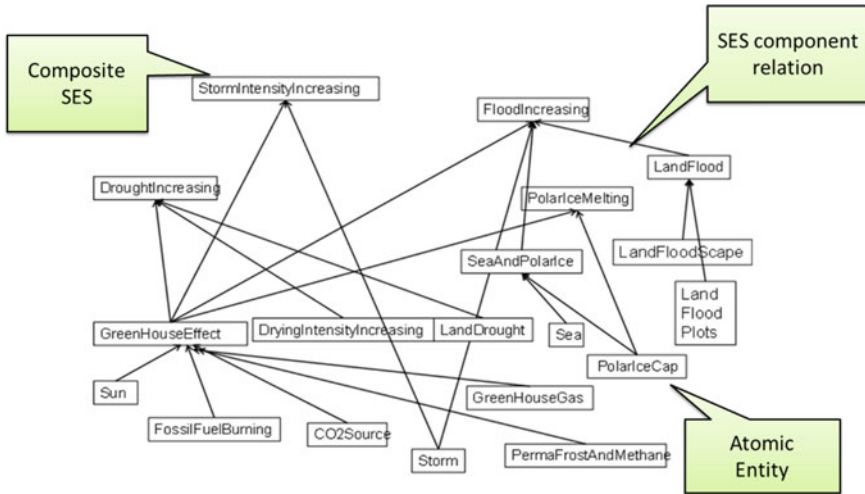 Composite
SES
SES component
relation
StormIntensityIncreasing
FloodIncreasing
LandFlood
DroughtIncreasing
PolarIceMelting
LandFloodScape
SeaAndPolarIce
Land
Flood
Plots
GreenHouseEffect
DryingIntensityIncreasing
LandDrought
Sea
PolarIceCap
Sun
GreenHouseGas
FossilFuelBurning
CO2Source
Storm
PermaFrostAndMethane
Atomic
Entity